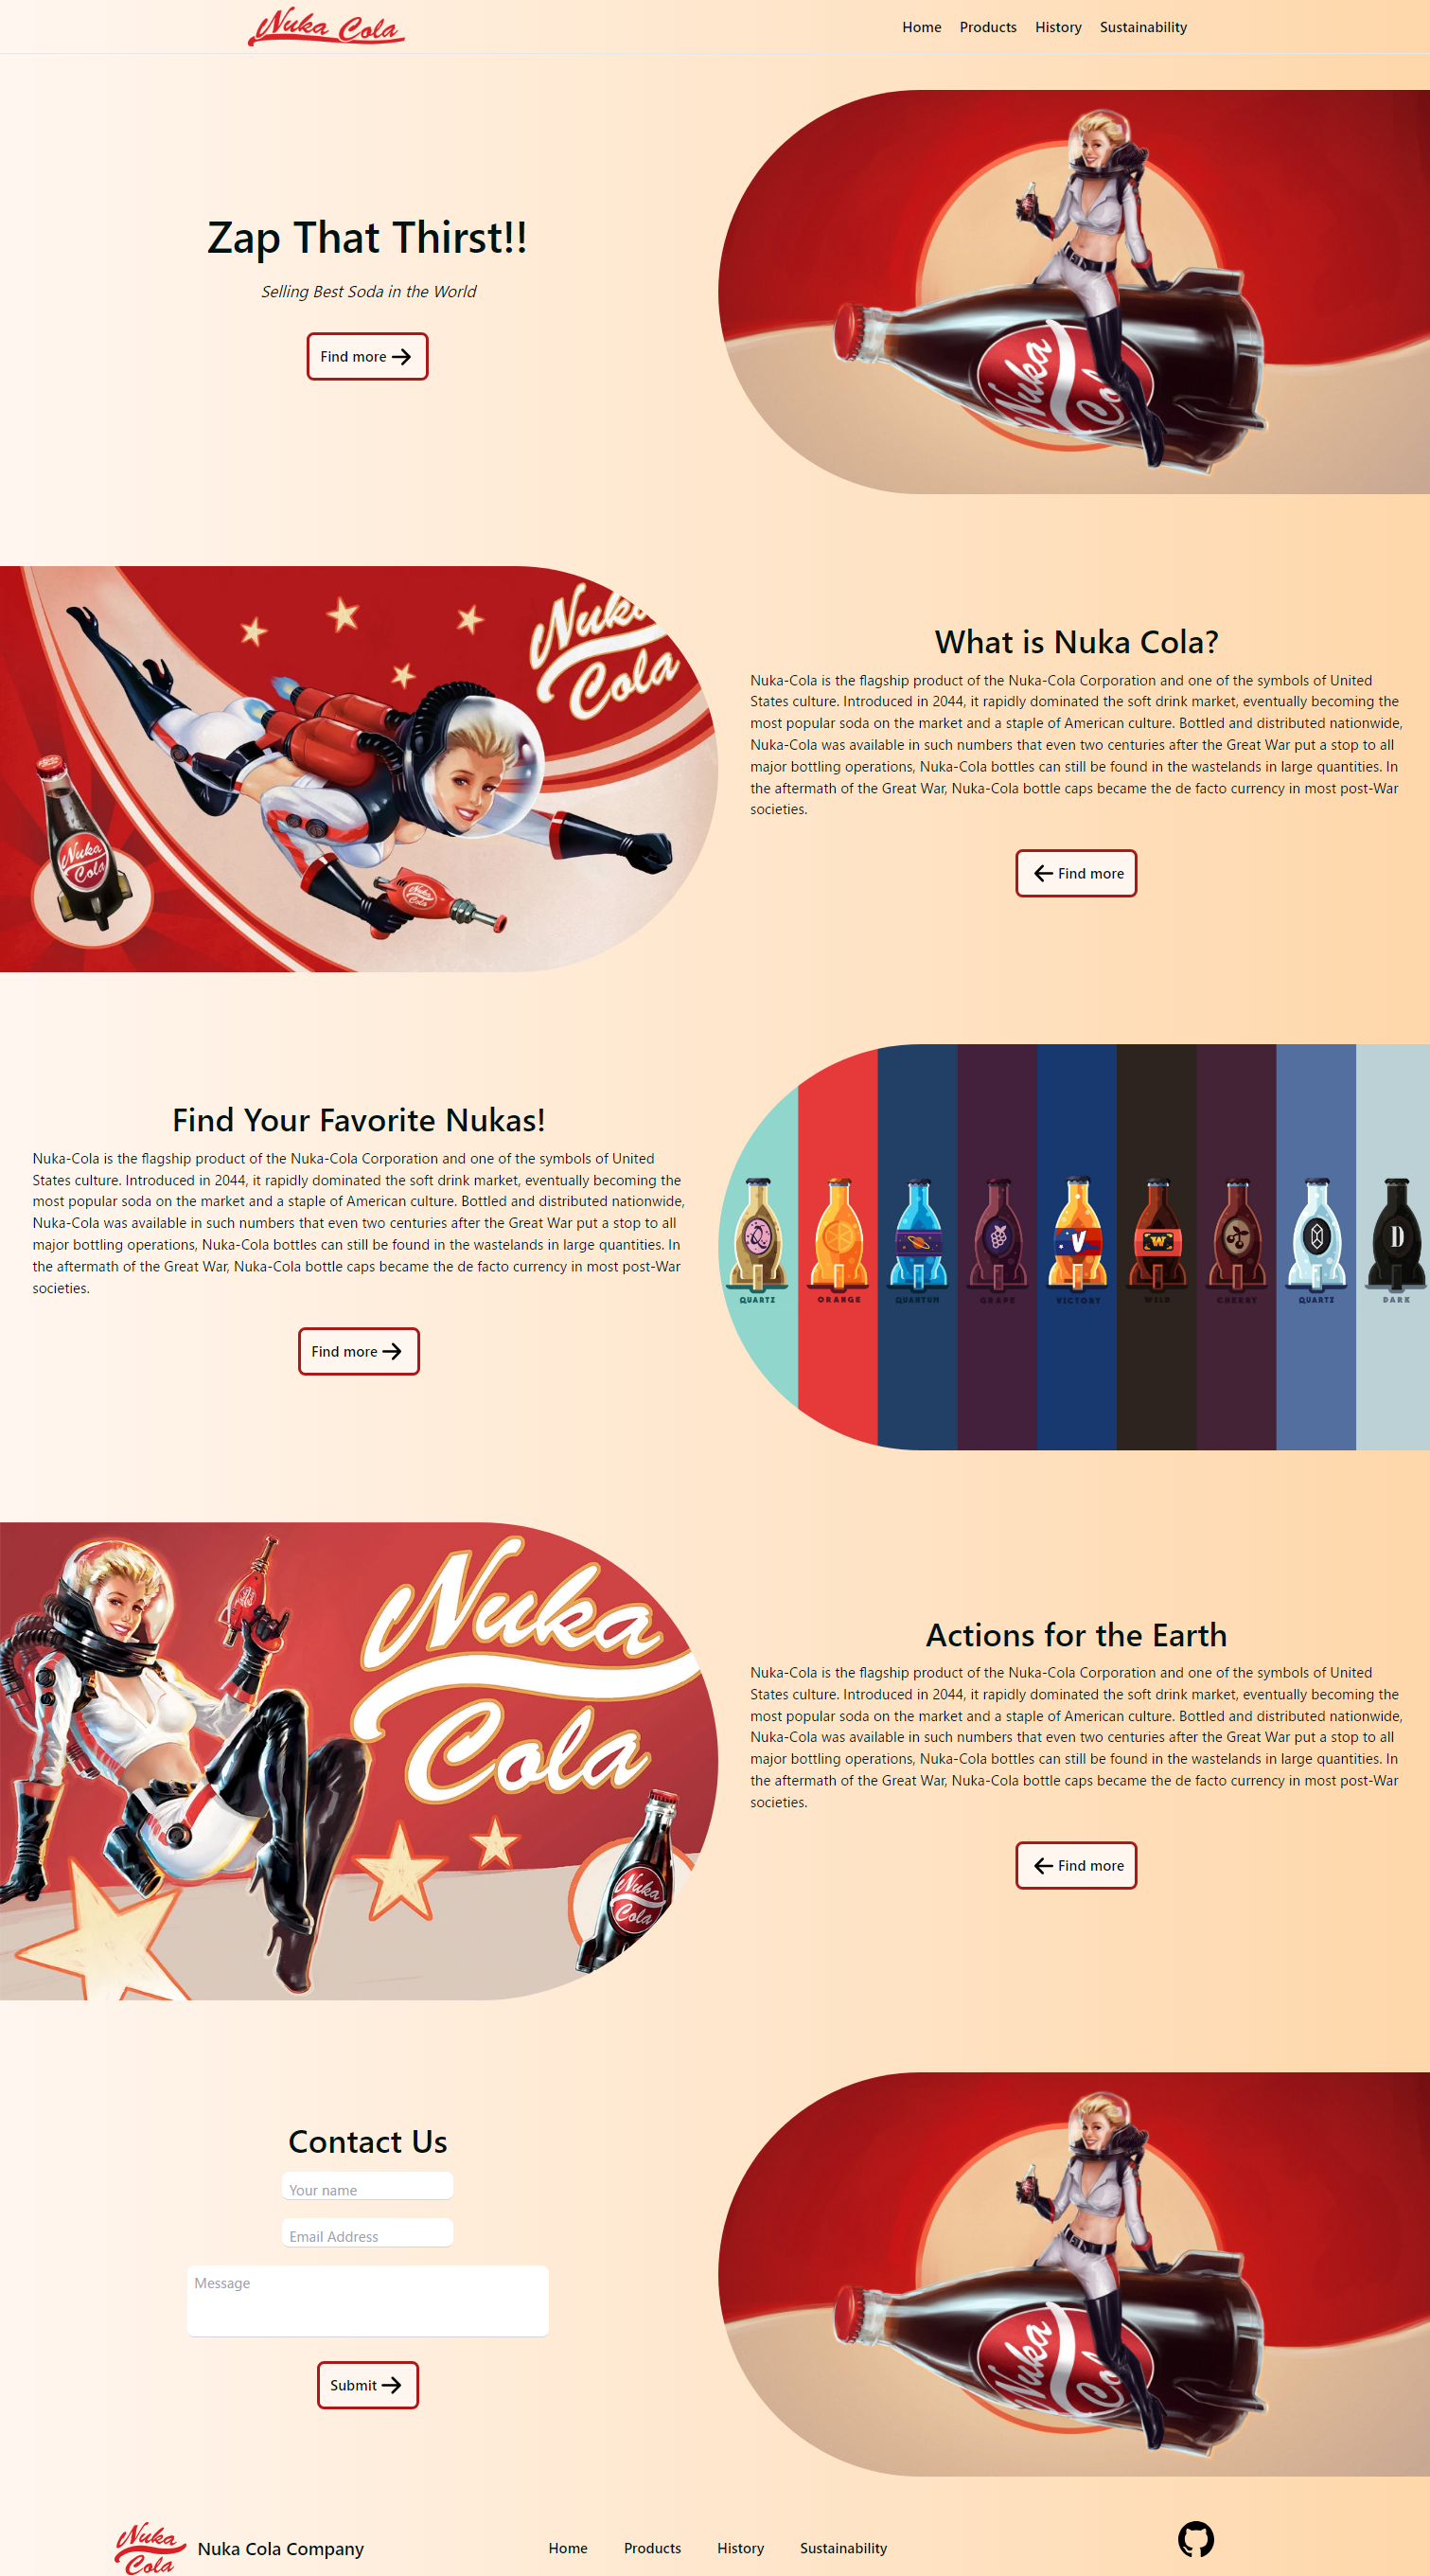 Nuka Cola
Home Products History Sustainability
Zap That Thirst!!
Selling Best Soda in the World
Find more
Nuka
Co
Nuka
Cola
Nuka
Cola
Nuka
Cola
What is Nuka Cola?
Nuka-Cola is the flagship product of the Nuka-Cola Corporation and one of the symbols of United
States culture. Introduced in 2044, it rapidly dominated the soft drink market, eventually becoming the
most popular soda on the market and a staple of American culture. Bottled and distributed nationwide,
Nuka-Cola was available in such numbers that even two centuries after the Great War put a stop to all
major bottling operations, Nuka-Cola bottles can still be found in the wastelands in large quantities. In
the aftermath of the Great War, Nuka-Cola bottle caps became the de facto currency in most post-War
societies.
Find more
Find Your Favorite Nukas!
Nuka-Cola is the flagship product of the Nuka-Cola Corporation and one of the symbols of United
States culture. Introduced in 2044, it rapidly dominated the soft drink market, eventually becoming the
most popular soda on the market and a staple of American culture. Bottled and distributed nationwide,
Nuka-Cola was available in such numbers that even two centuries after the Great War put a stop to all
major bottling operations, Nuka-Cola bottles can still be found in the wastelands in large quantities. In
the aftermath of the Great War, Nuka-Cola bottle caps became the de facto currency in most post-War
societies.
Find more
V W D
QUARTZ ORANGE QUANTUM GRAPE VICTORY WILD CHERRY QUARTZ DARK
Nuka
Cola
Nuka
Cola
Actions for the Earth
Nuka-Cola is the flagship product of the Nuka-Cola Corporation and one of the symbols of United
States culture. Introduced in 2044, it rapidly dominated the soft drink market, eventually becoming the
most popular soda on the market and a staple of American culture. Bottled and distributed nationwide,
Nuka-Cola was available in such numbers that even two centuries after the Great War put a stop to all
major bottling operations, Nuka-Cola bottles can still be found in the wastelands in large quantities. In
the aftermath of the Great War, Nuka-Cola bottle caps became the de facto currency in most post-War
societies.
Find more
Contact Us
Your name
Email Address
Message
Submit
Nuka
Co
Nuka
Cola
Nuka Cola Company
Home Products History Sustainability